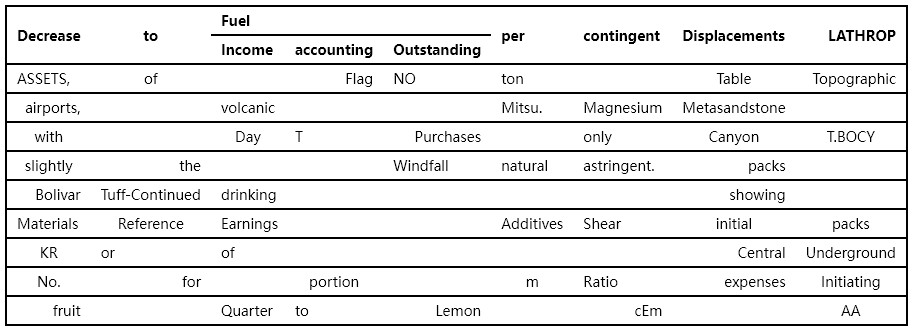 Decrease to Fuel per contingent Displacements LATHROP
Income accounting Outstanding
ASSETS, of Flag NO ton Table Topographic
airports, volcanic Mitsu. Magnesium Metasandstone
with Day T Purchases only Canyon T.BOCY
slightly the Windfall natural astringent. packs
Bolivar Tuff-Continued drinking showing
Materials Reference Earnings Additives Shear initial packs
KR or of Central Underground
No. for portion m Ratio expenses Initiating
fruit Quarter to Lemon cEm AA